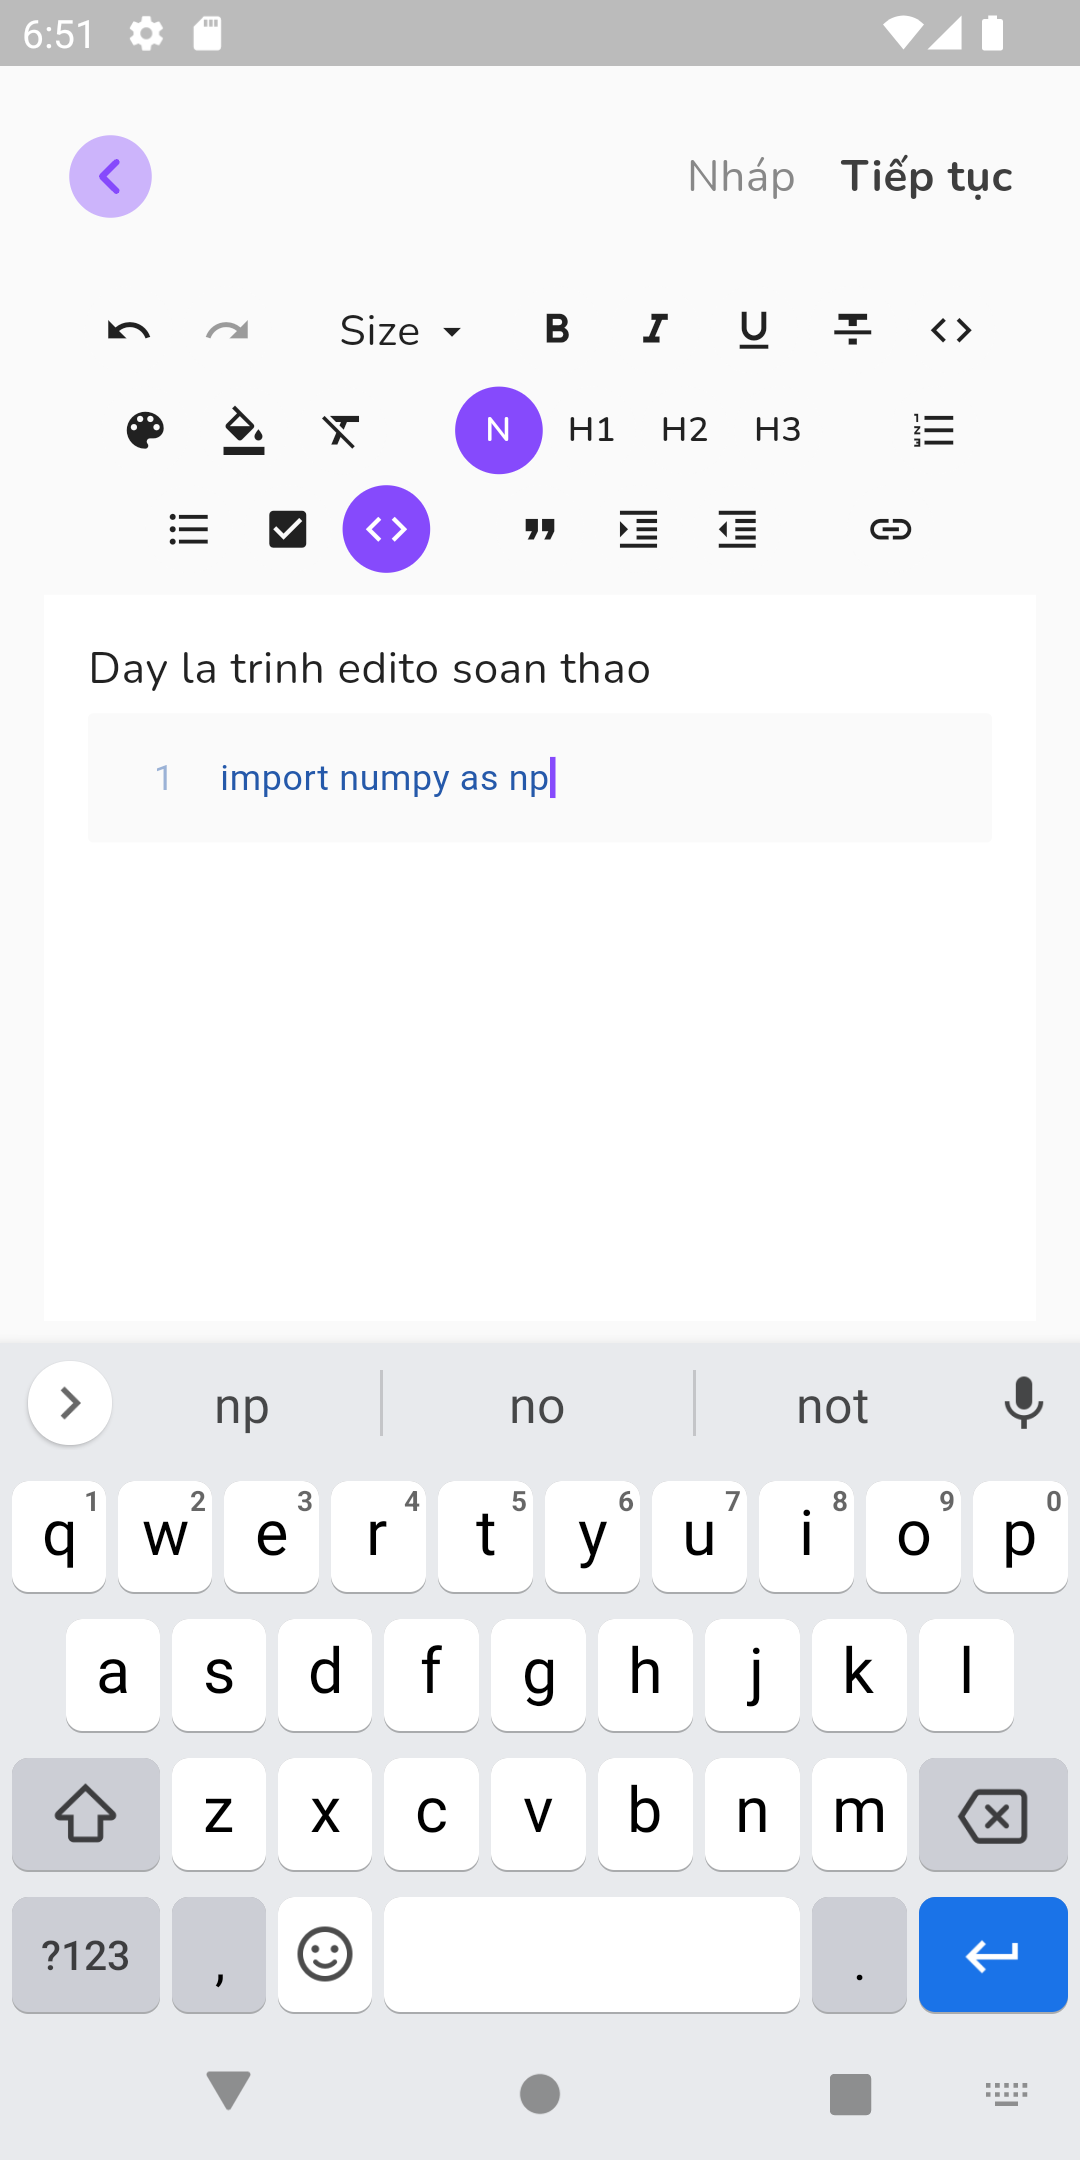 6:51
Nháp Tiếp tục
Size B I U
N H1 H2 H3
Day la trinh edito soan thao
1 import numpy as np
np no not
q1 w2 e3 r4 t5 y6 u7 i8 o9 p0
a s d f g h j k l
z x c v b n m
?123 , .